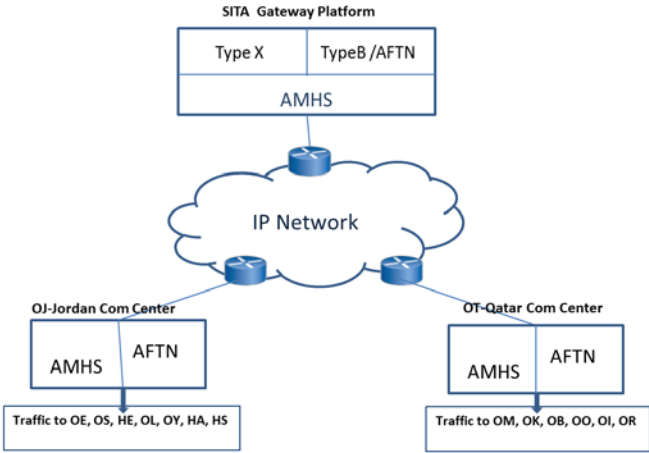 SITA Gateway Platform
Type X
TypeB /AFTN
AMHS
IP Network
OJ-Jordan Com Center
OT-Qatar Com Center
AMHS
AFTN
AMHS
AFTN
Traffic to OE, OS, HE, OL, OY, HA, HS
Traffic to OM, OK, OB, OO, OI, OR